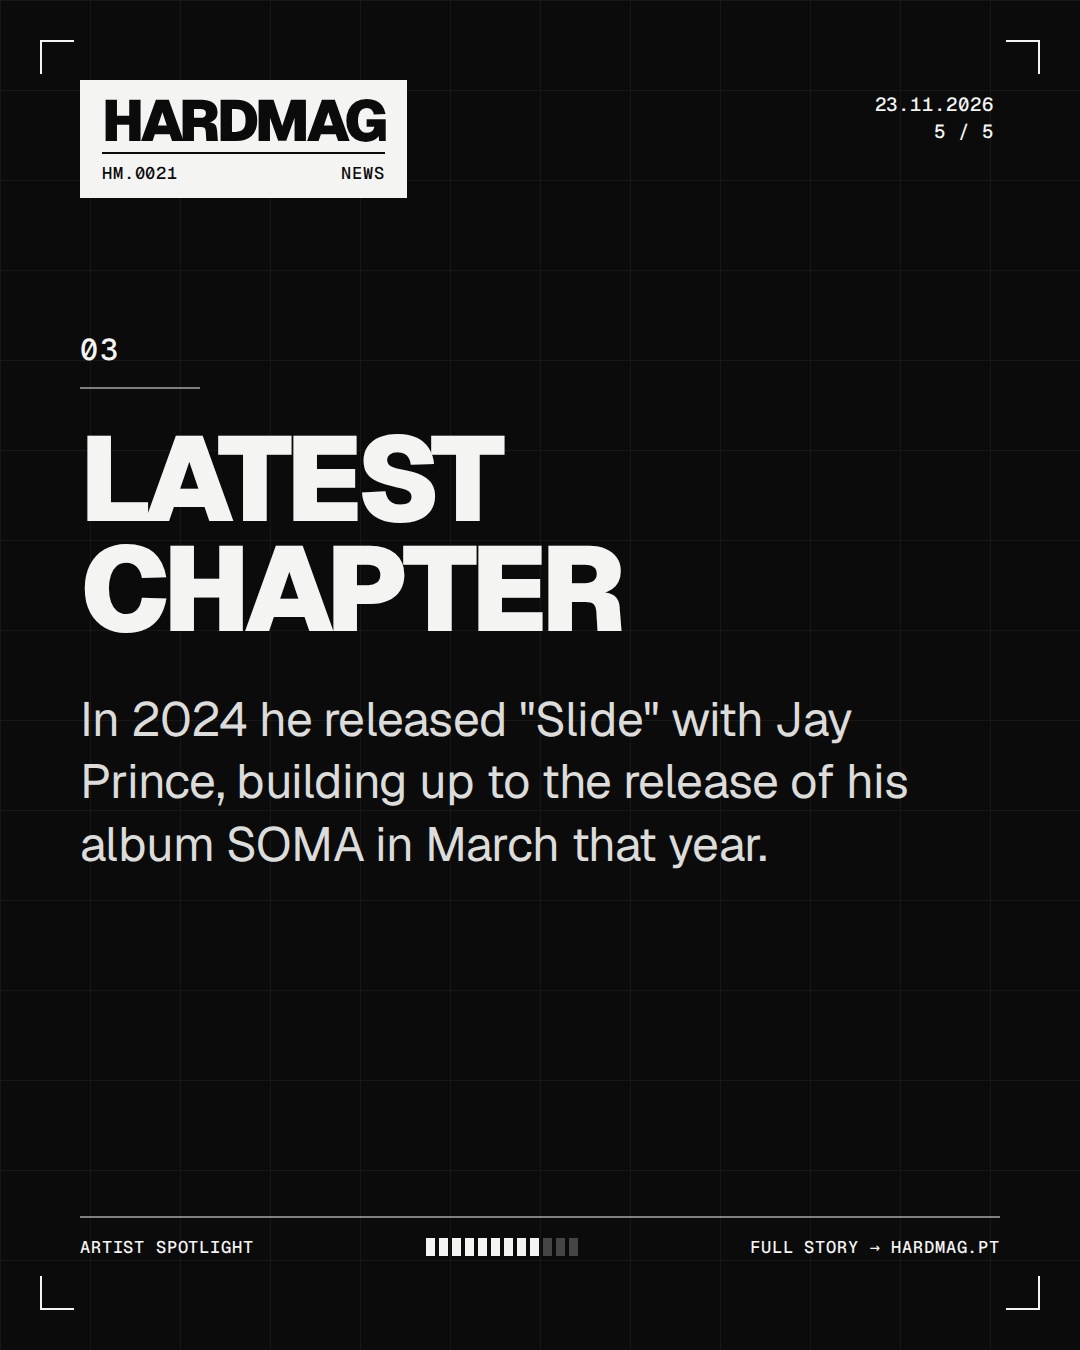 HARDMAG
HM.0021 NEWS
23.11.2026
5 / 5
03
LATEST
CHAPTER
In 2024 he released "Slide" with Jay
Prince, building up to the release of his
album SOMA in March that year.
ARTIST SPOTLIGHT
FULL STORY → HARDMAG.PT